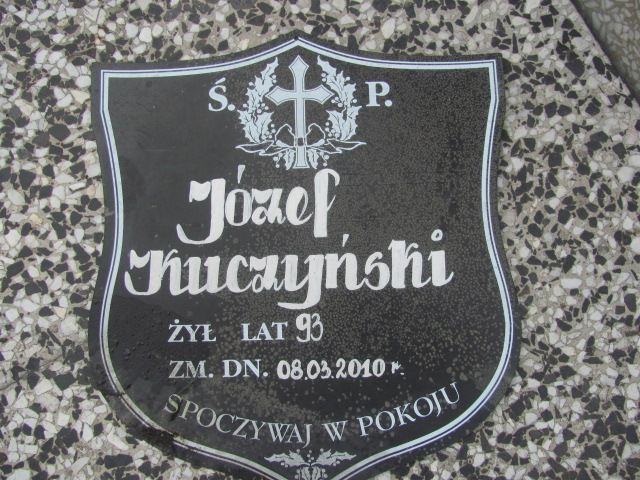 Ś. P.
Józef
Kuczyński
ŻYŁ LAT 93
ZM. DN. 08.03.2010 r.
SPOCZYWAJ W POKOJU